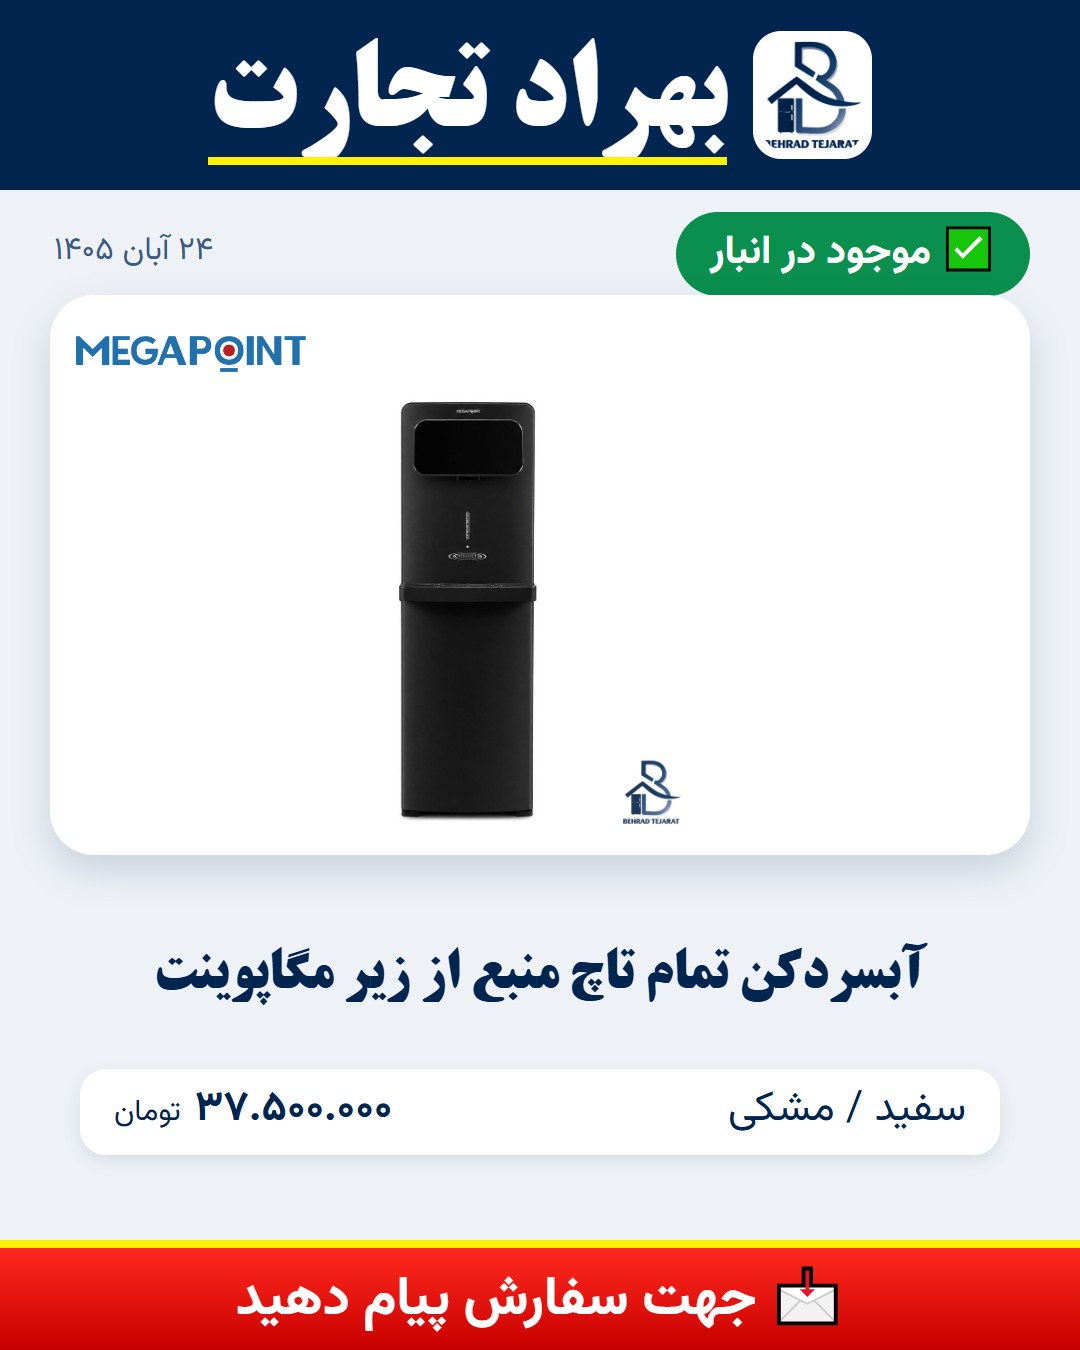 بهراد تجارت
BEHRAD TEJARAT
موجود در انبار
۲۴ آبان ۱۴۰۵
MEGAPOINT
MEGAPOINT
BEHRAD TEJARAT
آبسردکن تمام تاچ منبع از زیر مگاپوینت
سفید / مشکی
۳۷.۵۰۰.۰۰۰ تومان
جهت سفارش پیام دهید